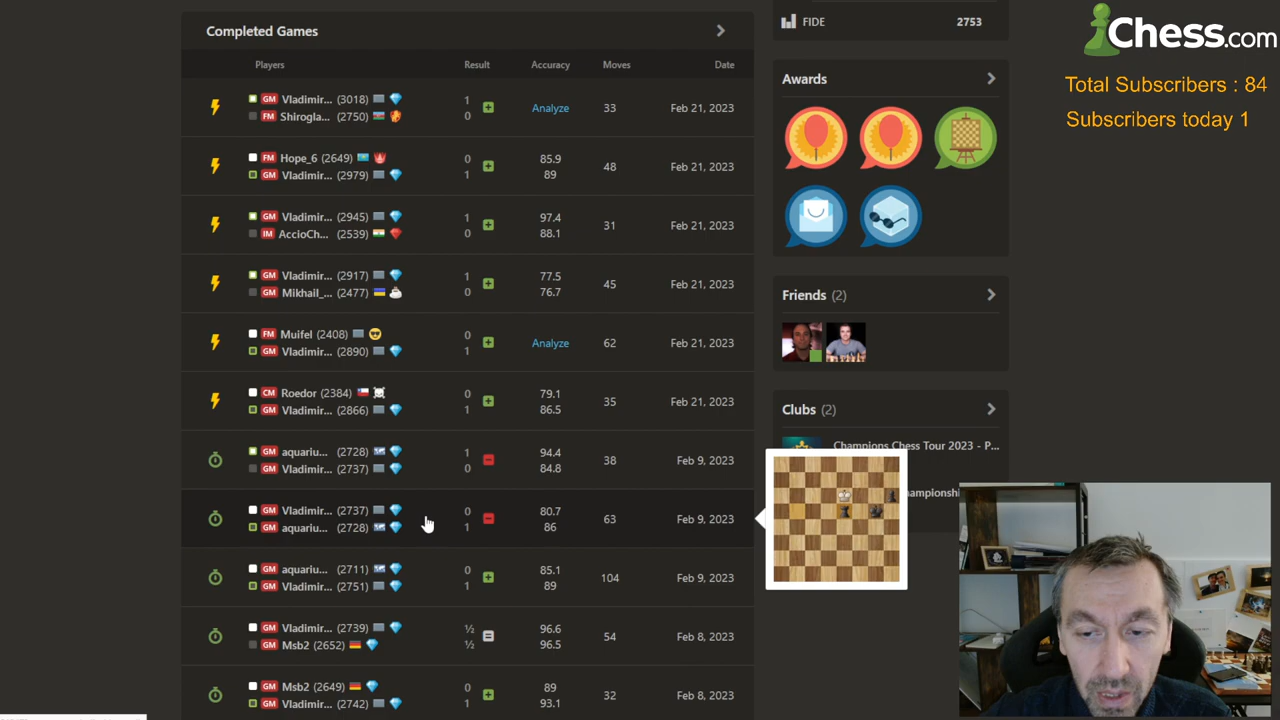 Completed Games
FIDE 2753
Chess.com
Total Subscribers : 84
Subscribers today 1
Players Result Accuracy Moves Date
Awards
GM Vladimir... (3018) 1 Analyze 33 Feb 21, 2023
FM Shirogla... (2750) 0
FM Hope_6 (2649) 0 85.9 48 Feb 21, 2023
GM Vladimir... (2979) 1 89
GM Vladimir... (2945) 1 97.4 31 Feb 21, 2023
IM AccioCh... (2539) 0 88.1
GM Vladimir... (2917) 1 77.5 45 Feb 21, 2023
GM Mikhail_... (2477) 0 76.7
Friends (2)
FM Muifel (2408) 0 Analyze 62 Feb 21, 2023
GM Vladimir... (2890) 1
CM Roedor (2384) 0 79.1 35 Feb 21, 2023
GM Vladimir... (2866) 1 86.5
Clubs (2)
Champions Chess Tour 2023 - P...
GM aquariu... (2728) 1 94.4 38 Feb 9, 2023
GM Vladimir... (2737) 0 84.8
GM Vladimir... (2737) 0 80.7 63 Feb 9, 2023
GM aquariu... (2728) 1 86
GM aquariu... (2711) 0 85.1 104 Feb 9, 2023
GM Vladimir... (2751) 1 89
GM Vladimir... (2739) ½ 96.6 54 Feb 8, 2023
GM Msb2 (2652) ½ 96.5
GM Msb2 (2649) 0 89 32 Feb 8, 2023
GM Vladimir... (2742) 1 93.1